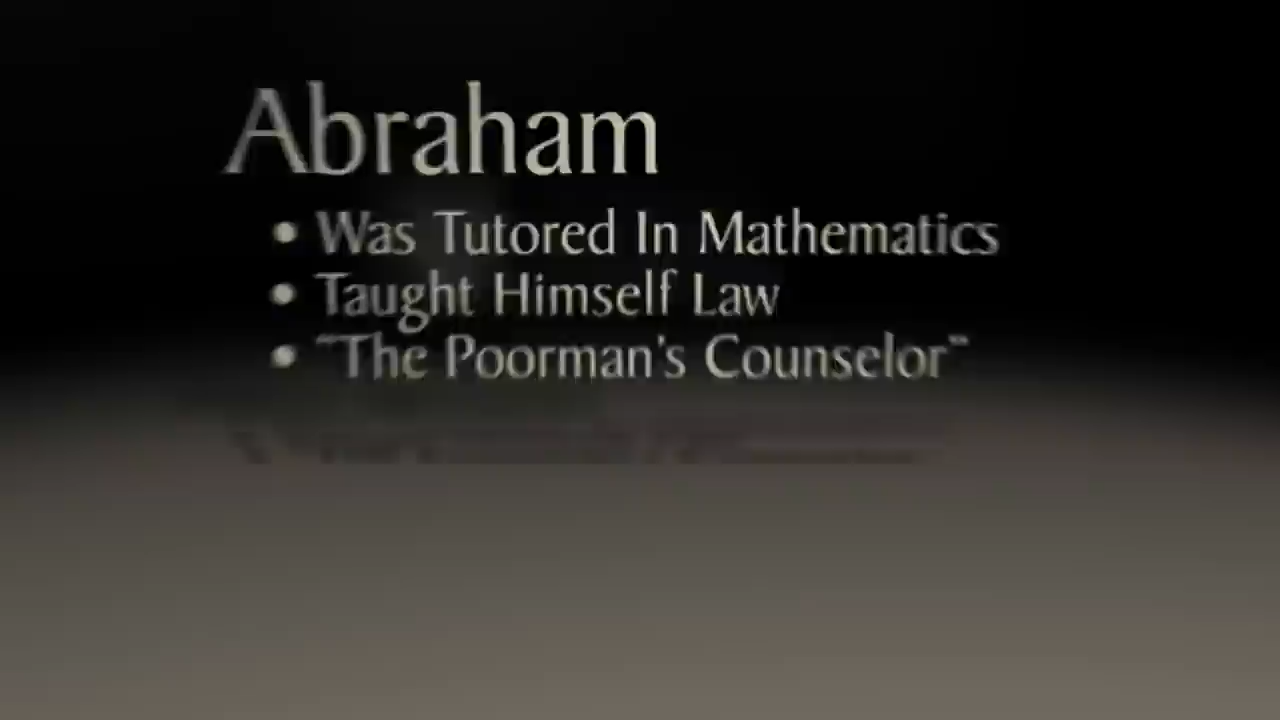 Abraham
• Was Tutored In Mathematics
• Taught Himself Law
• "The Poorman's Counselor"